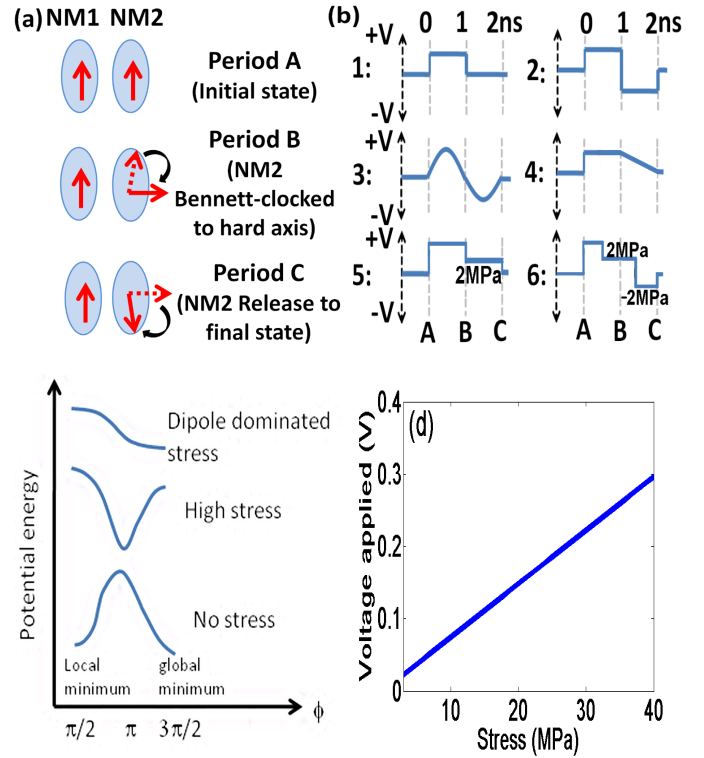 (a) NM1 NM2
Period A
(Initial state)
Period B
(NM2
Bennett-clocked
to hard axis)
Period C
(NM2 Release to
final state)
(b) 0 1 2ns 0 1 2ns
+V
1:
-V
+V
2:
-V
+V
3:
-V
4:
+V
5:
2MPa
-V
6:
2MPa
-2MPa
A B C A B C
Potential energy
Dipole dominated
stress
High stress
No stress
Local
minimum
global
minimum
π/2 π 3π/2 ϕ
(d)
Voltage applied (V)
0.4
0.3
0.2
0.1
0
10 20 30 40
Stress (MPa)